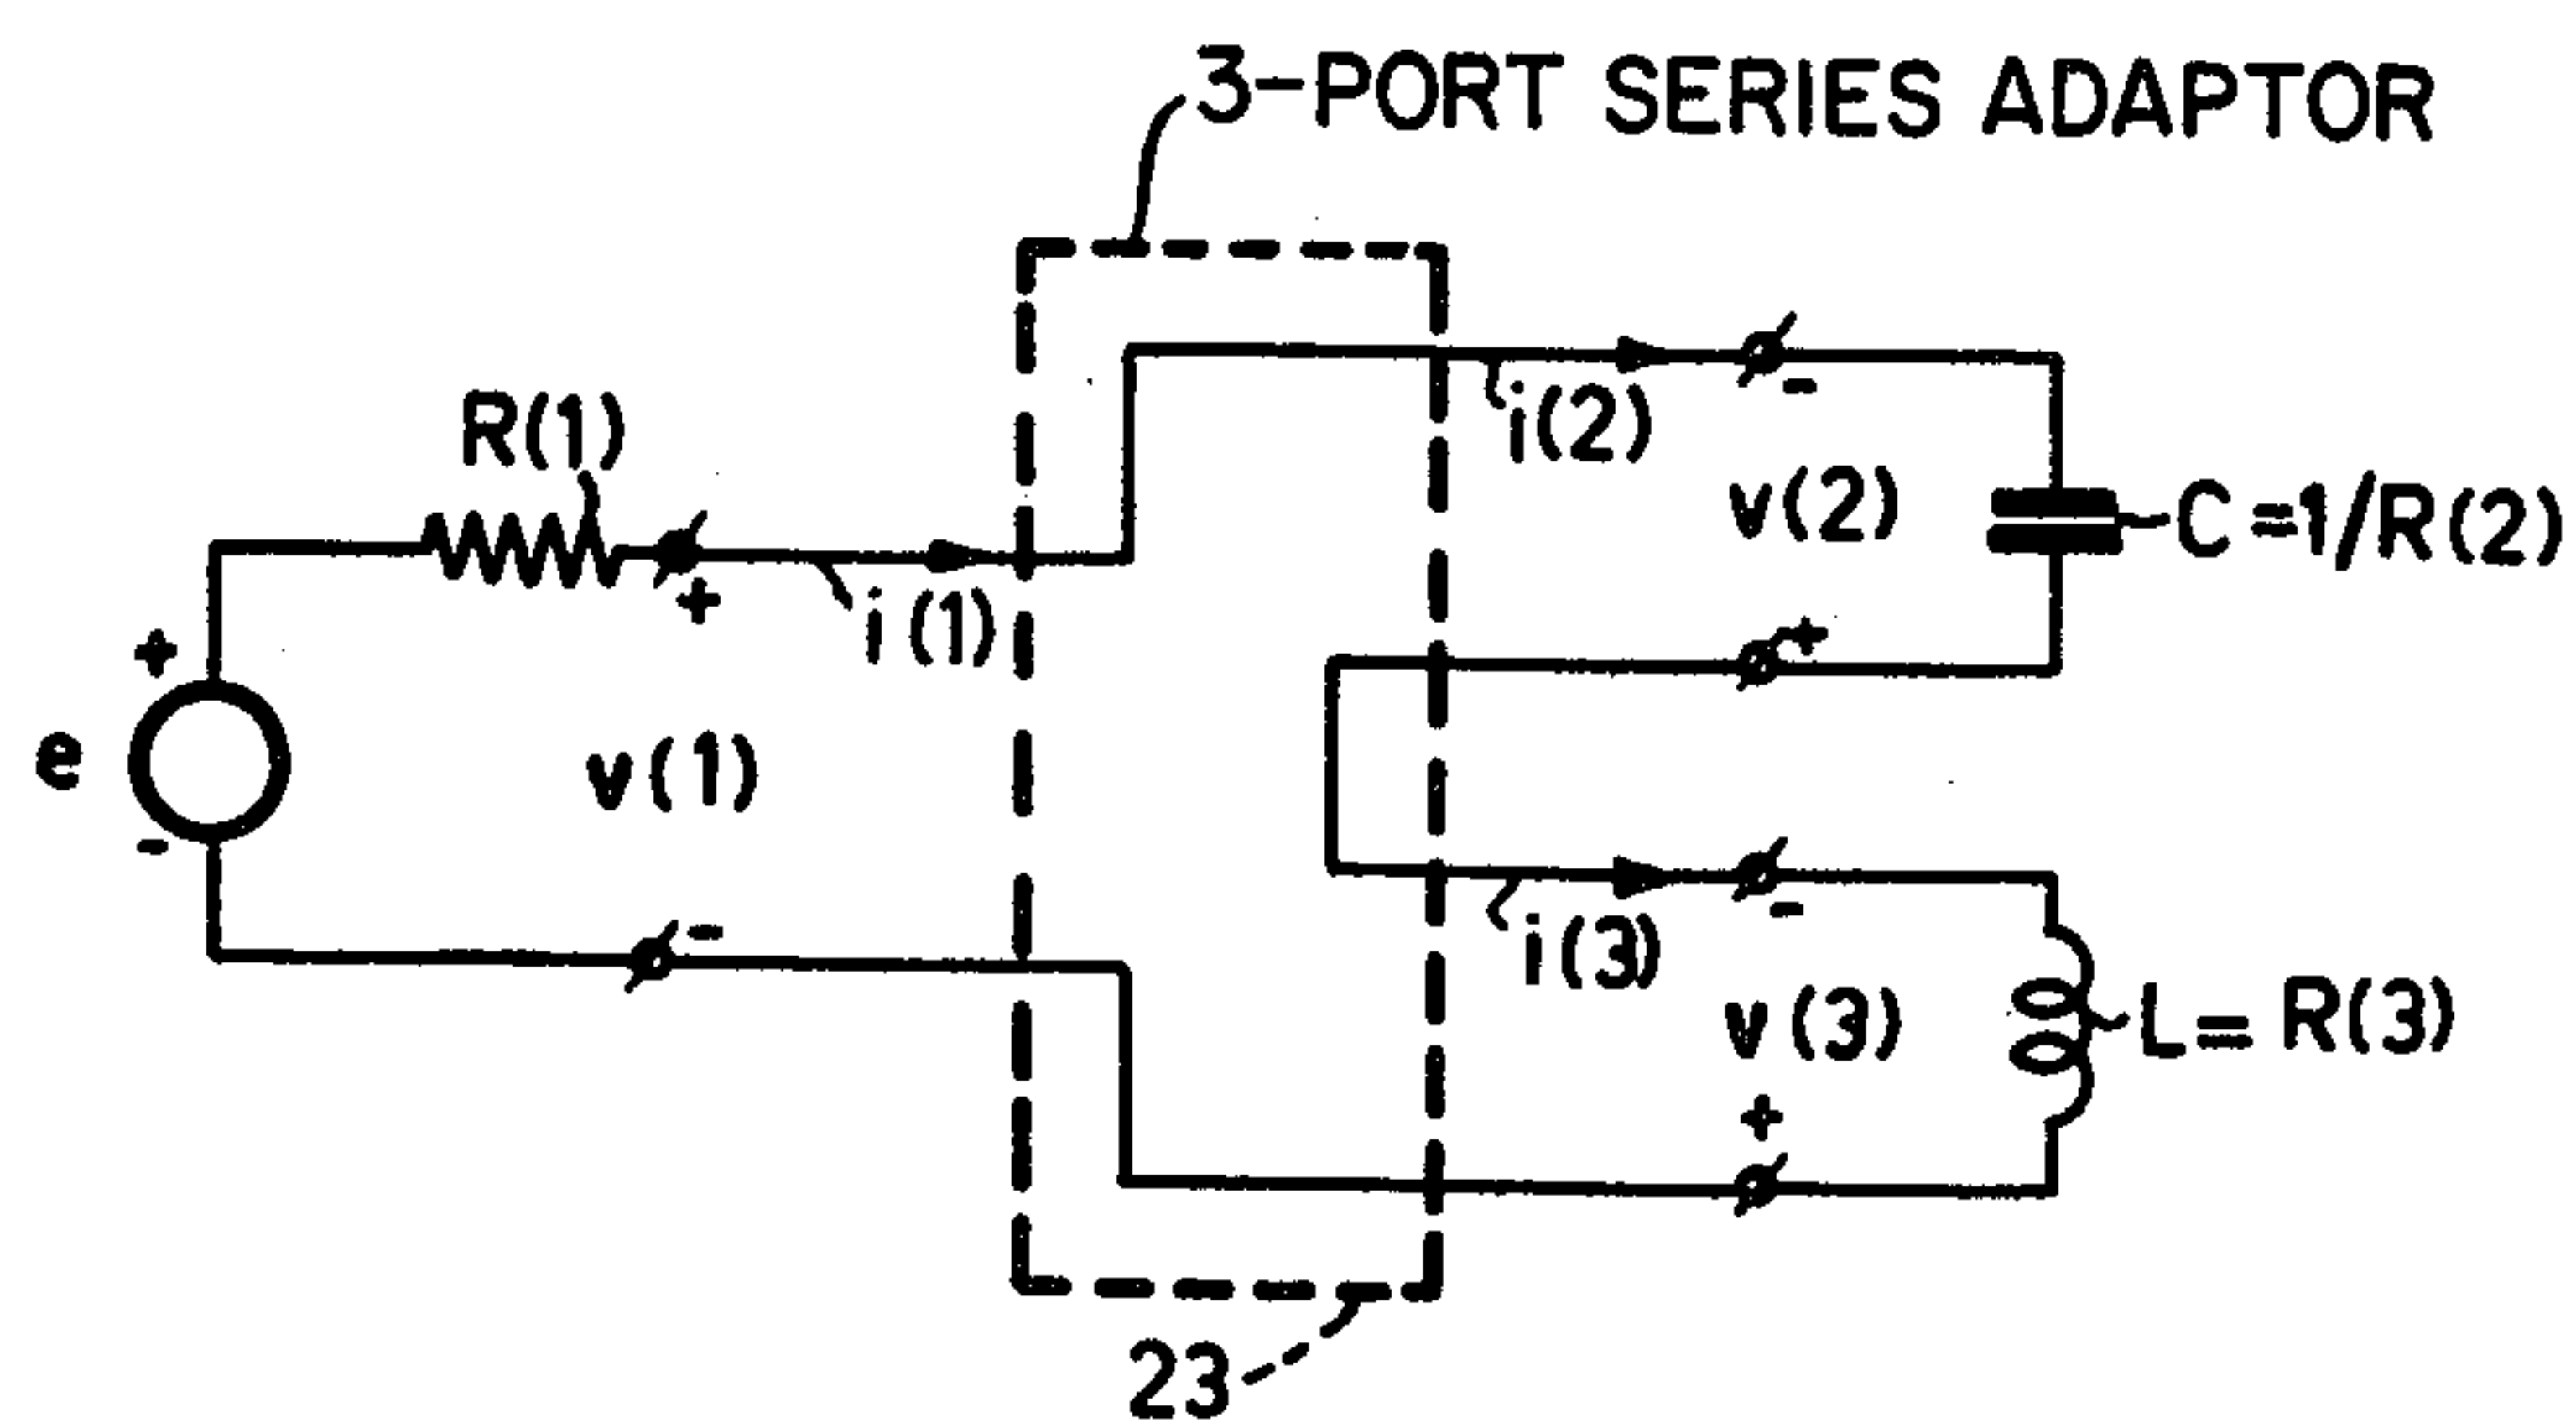 3-PORT SERIES ADAPTOR
R(1)
+
i(1)
+
e
-
v(1)
-
i(2)
-
v(2)
C=1/R(2)
+
i(3)
-
v(3)
L=R(3)
+
23